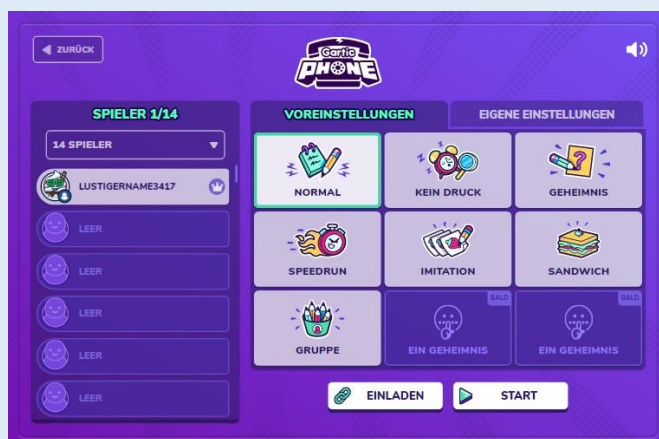 ZURÜCK
Gartic
PHONE
SPIELER 1/14
14 SPIELER
LUSTIGERNAME3417
LEER
LEER
LEER
LEER
LEER
VOREINSTELLUNGEN
EIGENE EINSTELLUNGEN
NORMAL
KEIN DRUCK
GEHEIMNIS
SPEEDRUN
IMITATION
SANDWICH
GRUPPE
BALD
EIN GEHEIMNIS
BALD
EIN GEHEIMNIS
EINLADEN
START